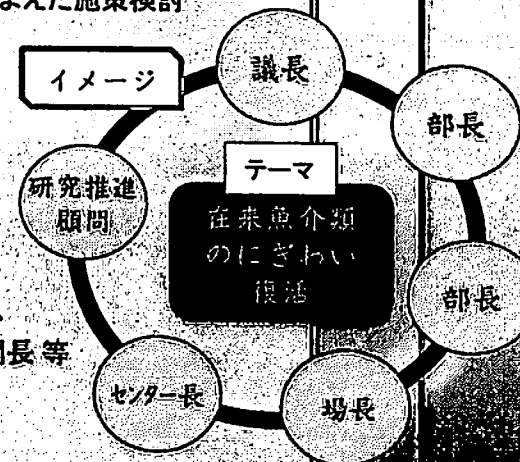 まえた施策検討
イメージ
議長
部長
テーマ
研究推進
顧問
在来魚介類
のにぎわい
復活
部長
長等
センター長
場長